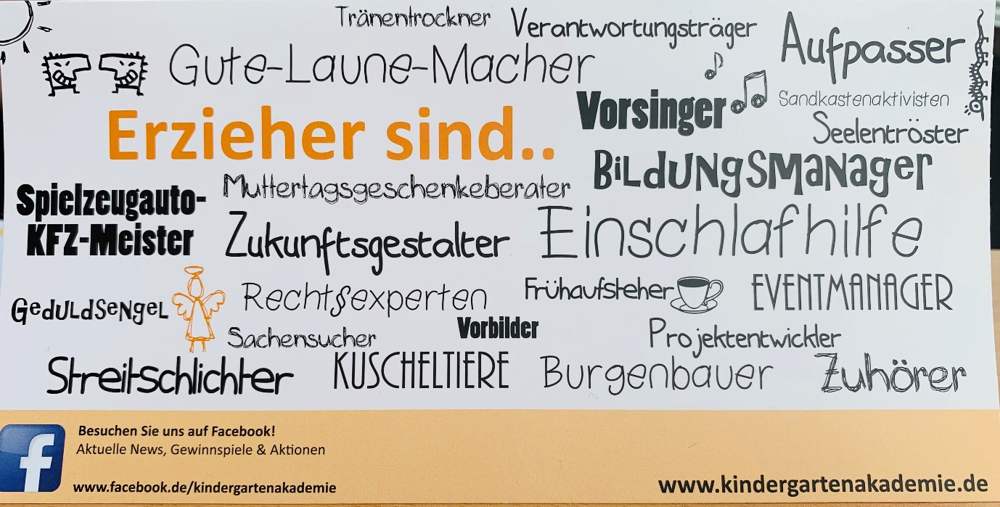 Tränentrockner
Verantwortungsträger
Aufpasser
Gute-Laune-Macher
Vorsinger
Sandkastenaktivisten
Erzieher sind..
Seelentröster
Bildungsmanager
Muttertagsgeschenkeberater
Spielzeugauto-
KFZ-Meister
Zukunftsgestalter
Einschlafhilfe
Geduldsengel
Recht§experten
Frühaufsteher
EVENTMANAGER
Sachensucher
Vorbilder
Projektentwickler
Streitschlichter
KUSCHELTIERE
Burgenbauer
Zuhörer
f
Besuchen Sie uns auf Facebook!
Aktuelle News, Gewinnspiele & Aktionen
www.facebook.de/kindergartenakademie
www.kindergartenakademie.de